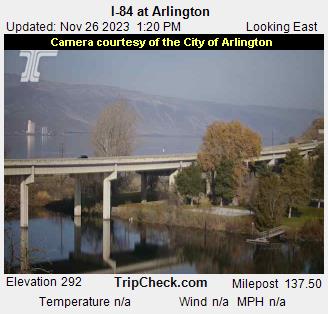 I-84 at Arlington
Updated: Nov 26 2023 1:20 PM Looking East
Camera courtesy of the City of Arlington
Elevation 292 TripCheck.com Milepost 137.50
Temperature n/a Wind n/a MPH n/a